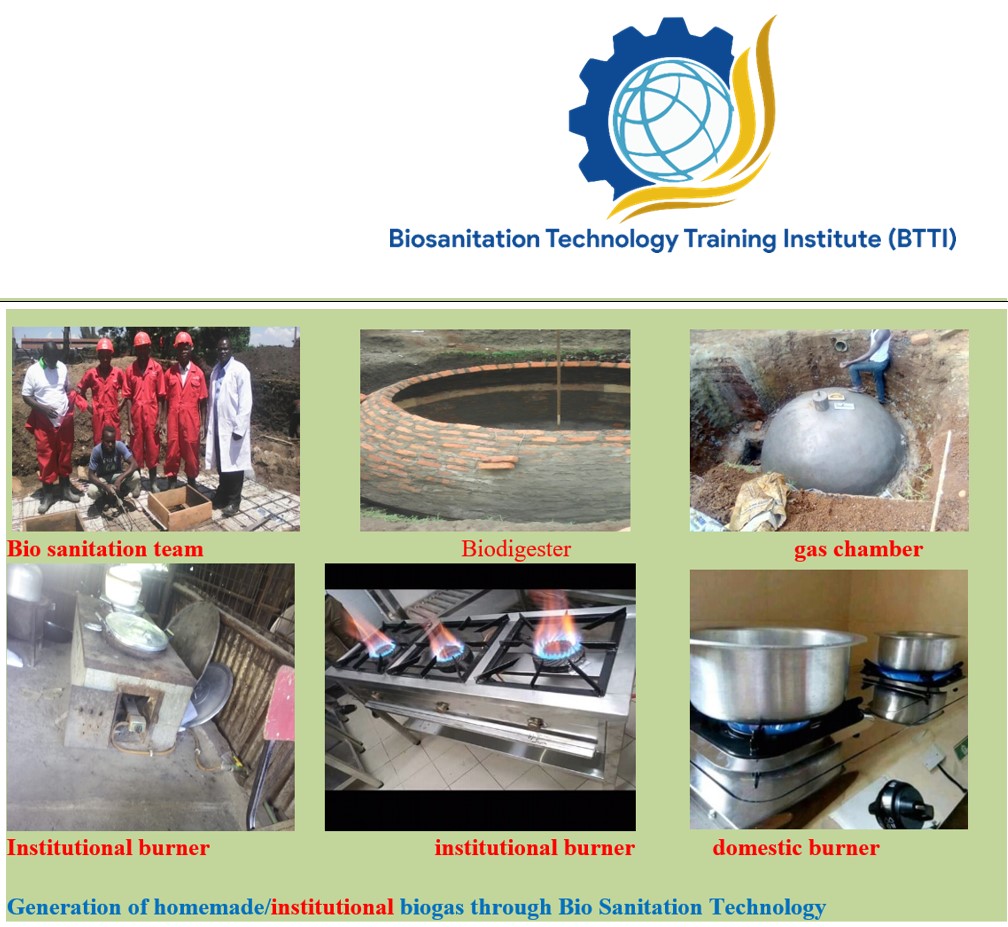 Biosanitation Technology Training Institute (BTTI)
Bio sanitation team
Biodigester
gas chamber
Institutional burner
institutional burner
domestic burner
Generation of homemade/institutional biogas through Bio Sanitation Technology